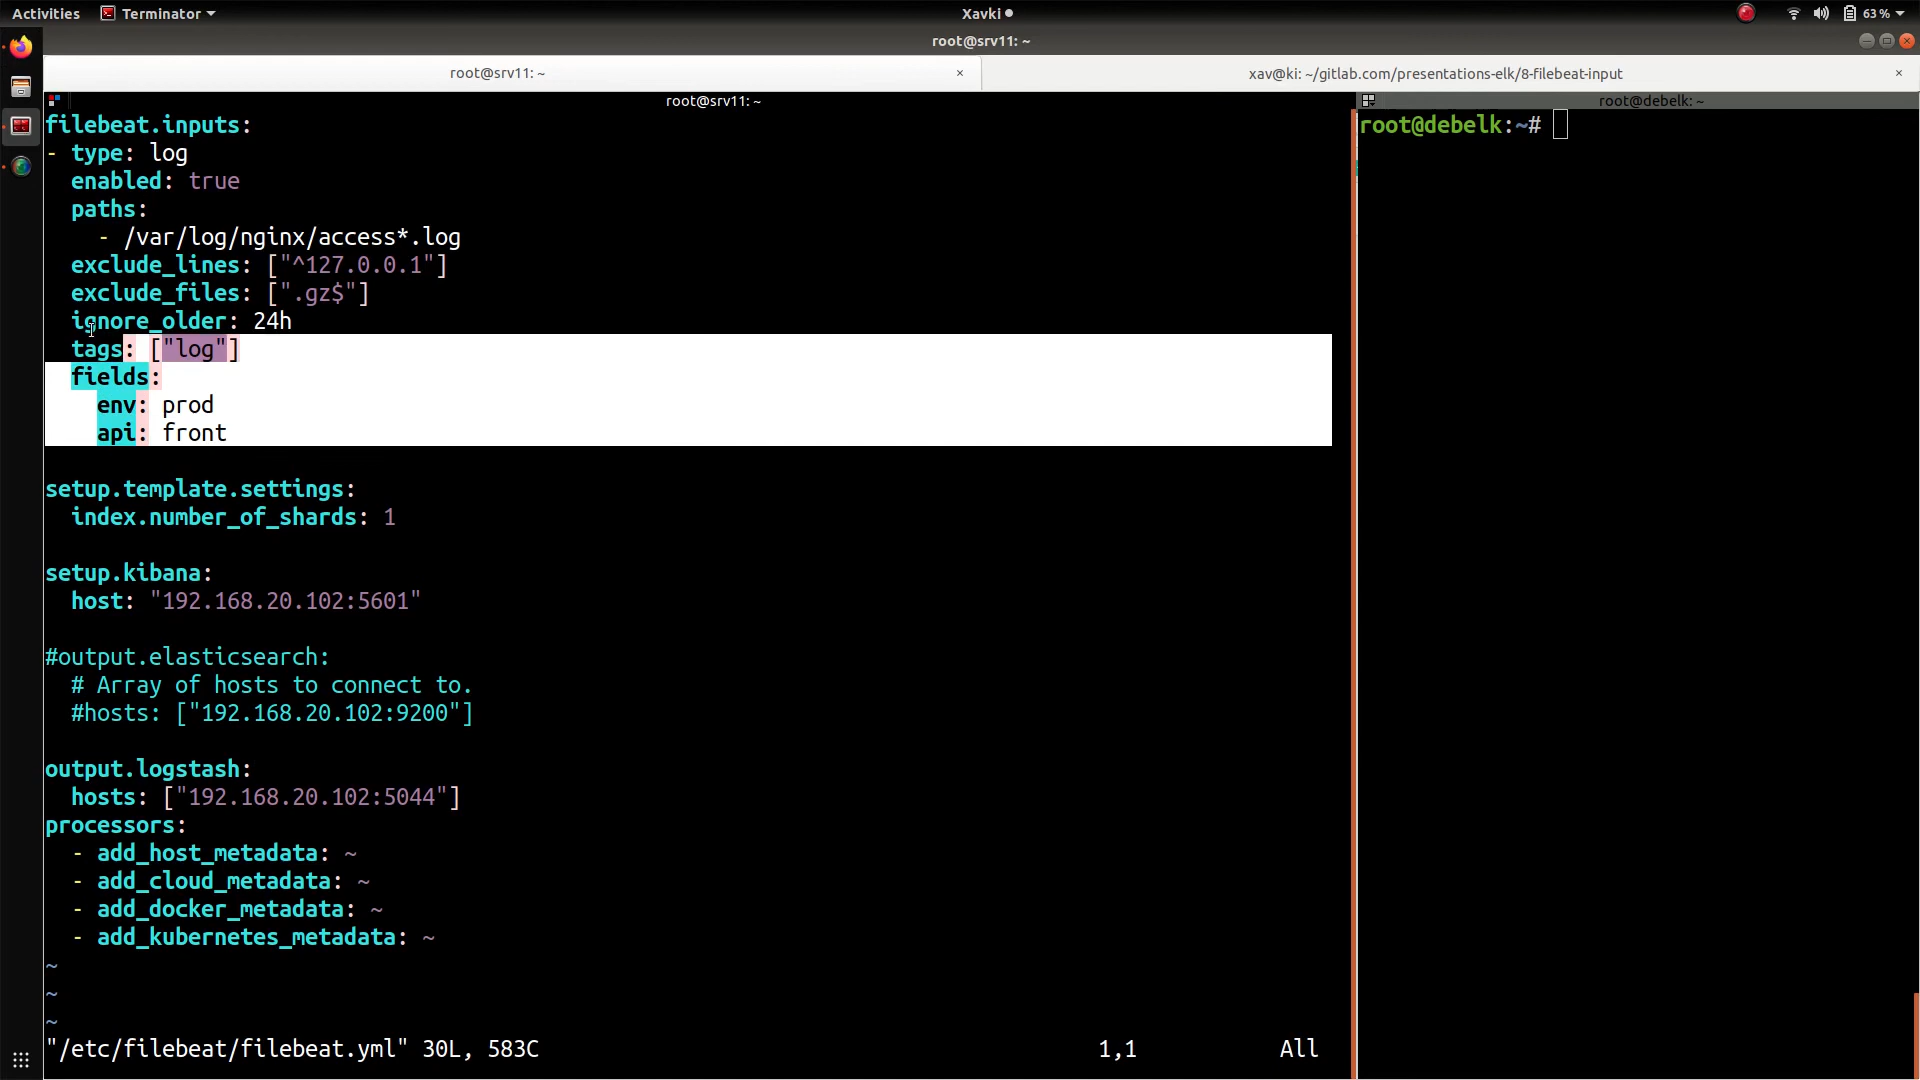 Activities
Terminator
Xavki
63 %
root@srv11: ~
root@srv11: ~ ×
xav@ki: ~/gitlab.com/presentations-elk/8-filebeat-input ×
root@srv11: ~
root@debelk: ~
filebeat.inputs:
- type: log
  enabled: true
  paths:
    - /var/log/nginx/access*.log
  exclude_lines: ["^127.0.0.1"]
  exclude_files: [".gz$"]
  ignore_older: 24h
  tags: ["log"]
  fields:
    env: prod
    api: front

setup.template.settings:
  index.number_of_shards: 1

setup.kibana:
  host: "192.168.20.102:5601"

#output.elasticsearch:
  # Array of hosts to connect to.
  #hosts: ["192.168.20.102:9200"]

output.logstash:
  hosts: ["192.168.20.102:5044"]
processors:
  - add_host_metadata: ~
  - add_cloud_metadata: ~
  - add_docker_metadata: ~
  - add_kubernetes_metadata: ~
~
~
~
"/etc/filebeat/filebeat.yml" 30L, 583C 1,1 All
root@debelk:~#